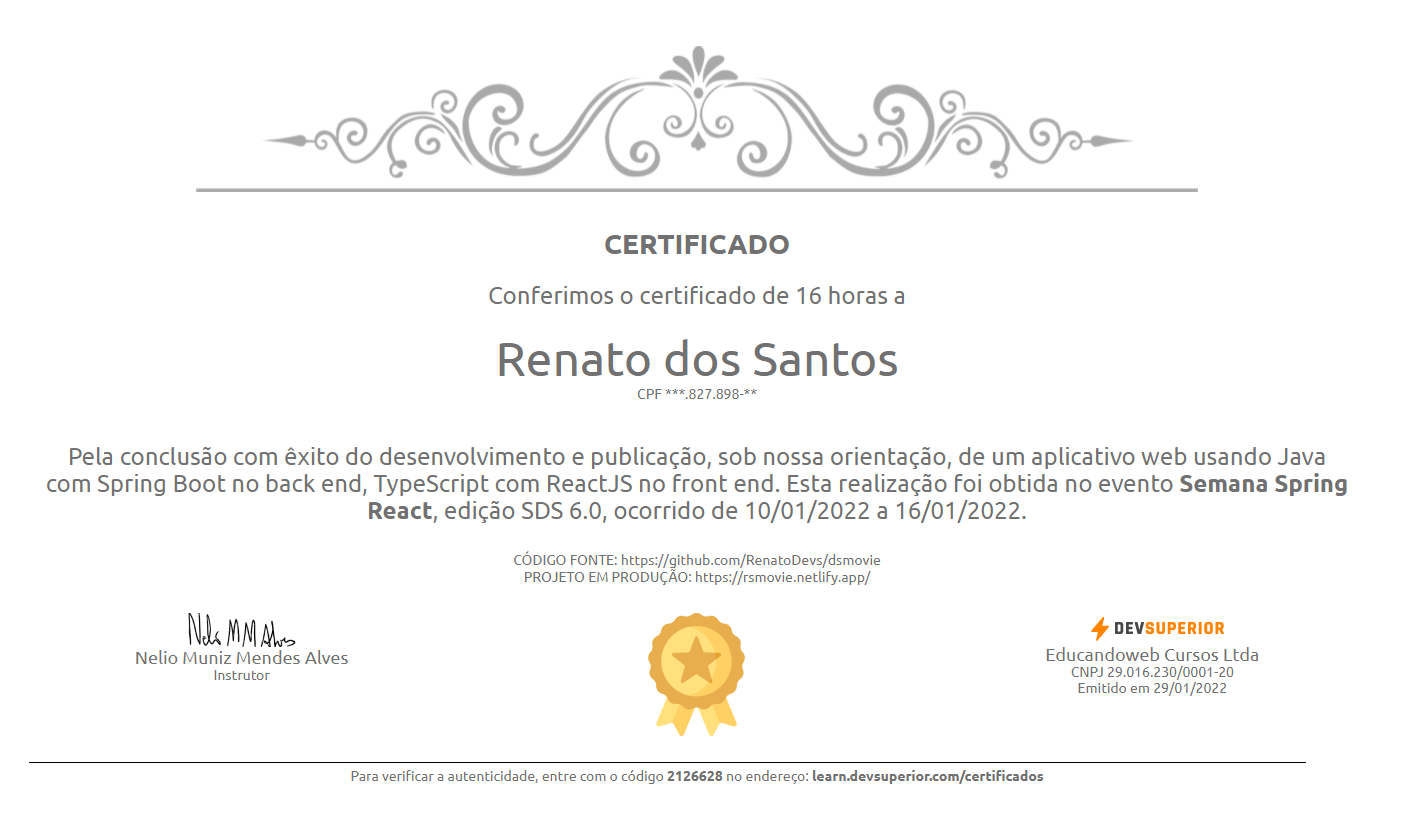 CERTIFICADO
Conferimos o certificado de 16 horas a
Renato dos Santos
CPF ***.827.898-**
Pela conclusão com êxito do desenvolvimento e publicação, sob nossa orientação, de um aplicativo web usando Java
com Spring Boot no back end, TypeScript com ReactJS no front end. Esta realização foi obtida no evento Semana Spring
React, edição SDS 6.0, ocorrido de 10/01/2022 a 16/01/2022.
CÓDIGO FONTE: https://github.com/RenatoDevs/dsmovie
PROJETO EM PRODUÇÃO: https://rsmovie.netlify.app/
Nelio M M Alves
Nelio Muniz Mendes Alves
Instrutor
DEVSUPERIOR
Educandoweb Cursos Ltda
CNPJ 29.016.230/0001-20
Emitido em 29/01/2022
Para verificar a autenticidade, entre com o código 2126628 no endereço: learn.devsuperior.com/certificados